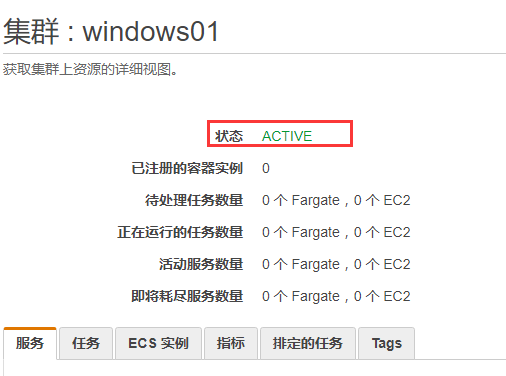 集群 : windows01
获取集群上资源的详细视图。
状态 ACTIVE
已注册的容器实例 0
待处理任务数量 0 个 Fargate，0 个 EC2
正在运行的任务数量 0 个 Fargate，0 个 EC2
活动服务数量 0 个 Fargate，0 个 EC2
即将耗尽服务数量 0 个 Fargate，0 个 EC2
服务 任务 ECS 实例 指标 排定的任务 Tags